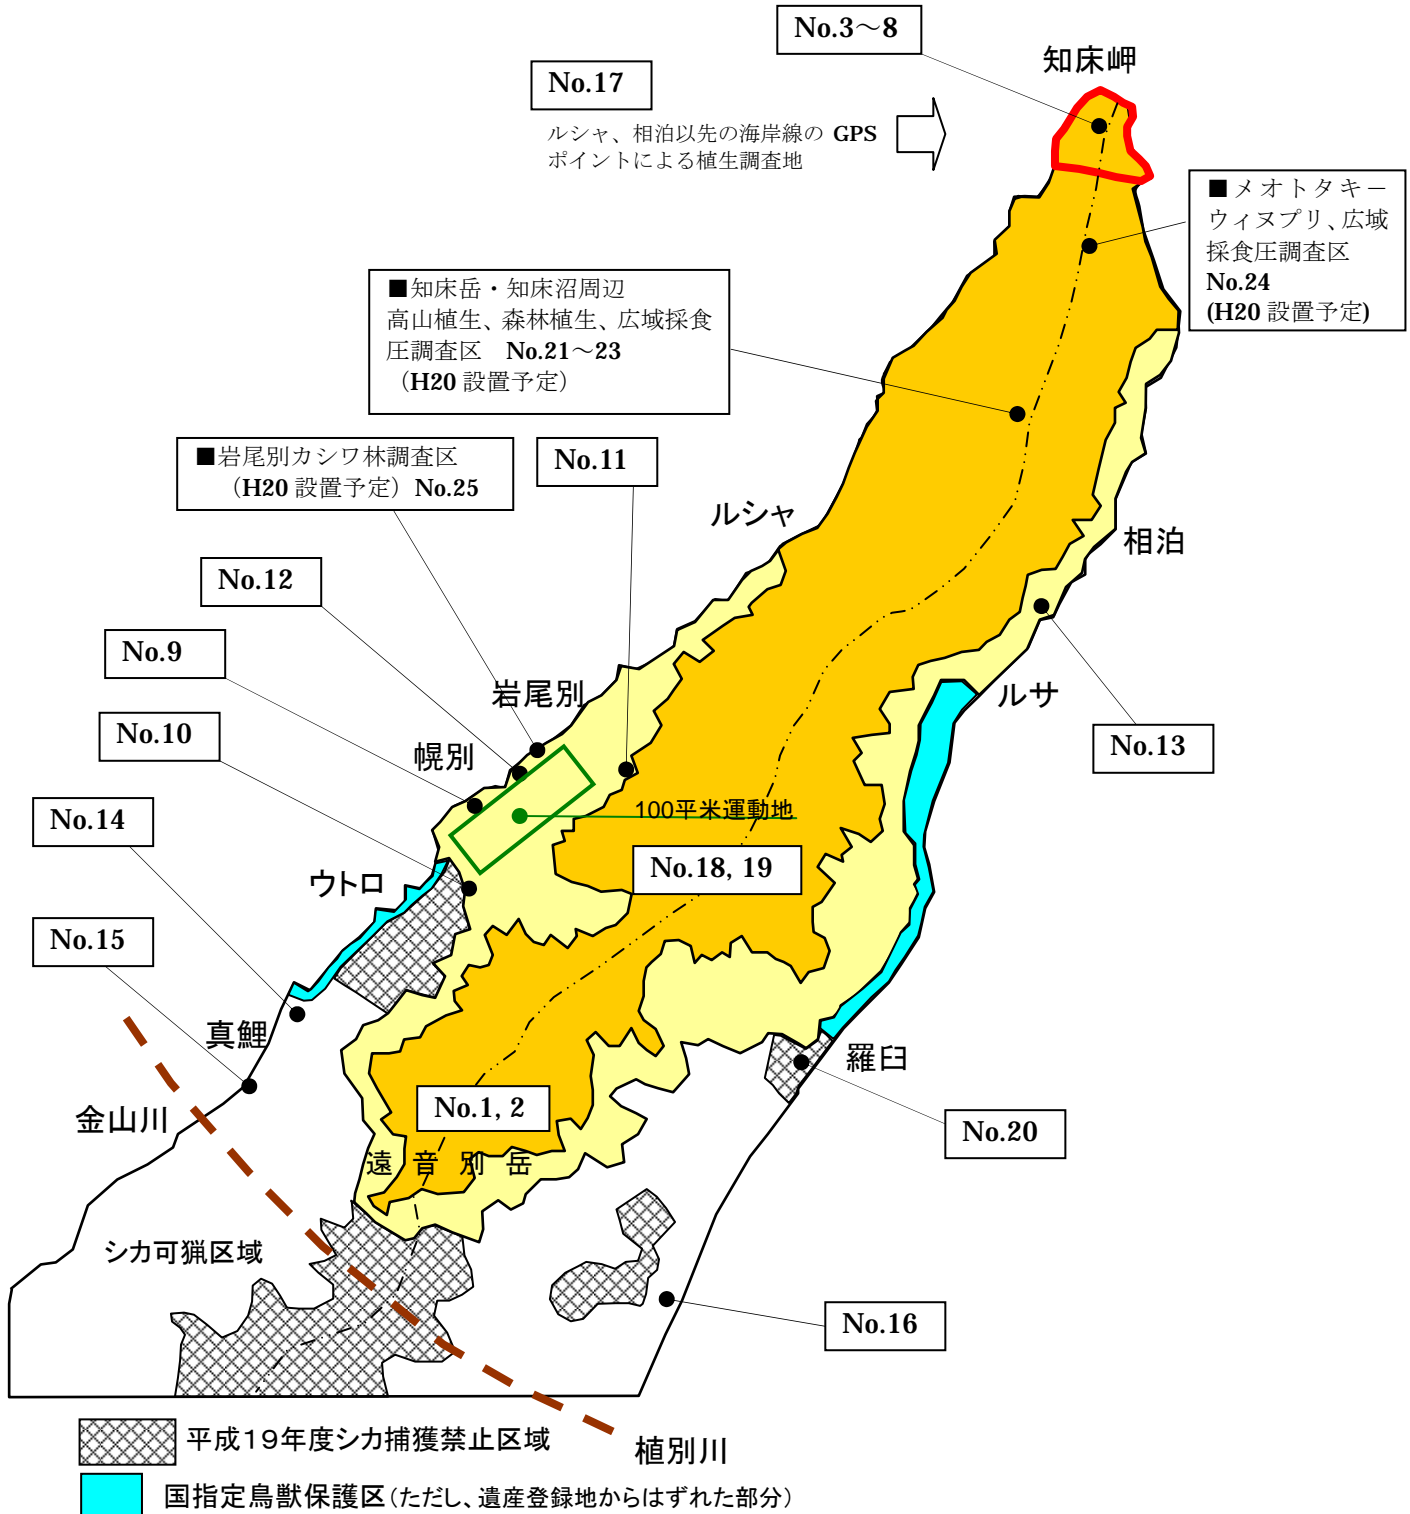 No.3～8
知床岬
No.17
ルシャ、相泊以先の海岸線の GPS
ポイントによる植生調査地
■メオトタキー
ウィヌプリ、広域
採食圧調査区
No.24
(H20 設置予定)
■知床岳・知床沼周辺
高山植生、森林植生、広域採食
圧調査区 No.21～23
（H20 設置予定）
■岩尾別カシワ林調査区
（H20 設置予定）No.25
No.11
ルシャ
相泊
No.12
No.9
岩尾別
ルサ
No.10
幌別
No.13
No.14
100平米運動地
ウトロ
No.18, 19
No.15
真鯉
羅臼
金山川
No.1, 2
No.20
遠音別岳
シカ可猟区域
No.16
平成19年度シカ捕獲禁止区域
植別川
国指定鳥獣保護区（ただし、遺産登録地からはずれた部分）